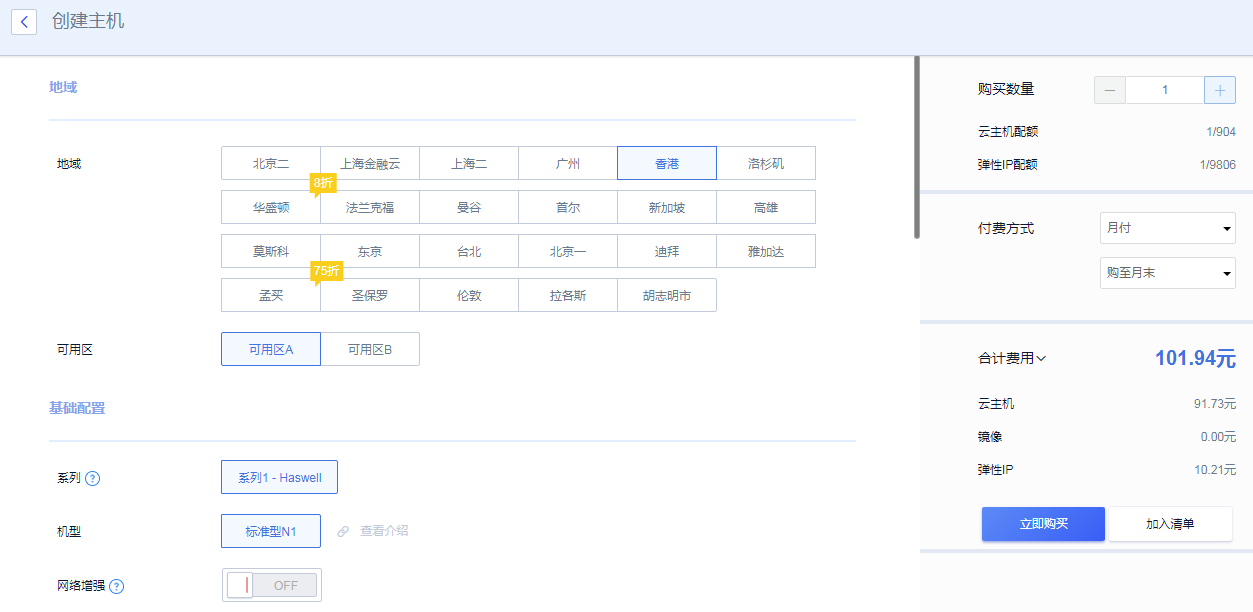 创建主机
地域
地域
北京二 上海金融云 上海二 广州 香港 洛杉矶
8折
华盛顿 法兰克福 曼谷 首尔 新加坡 高雄
莫斯科 东京 台北 北京一 迪拜 雅加达
75折
孟买 圣保罗 伦敦 拉各斯 胡志明市
可用区 可用区A 可用区B
基础配置
系列 ? 系列1 - Haswell
机型 标准型N1 查看介绍
网络增强 ? OFF
购买数量 － 1 ＋
云主机配额 1/904
弹性IP配额 1/9806
付费方式 月付
购至月末
合计费用 101.94元
云主机 91.73元
镜像 0.00元
弹性IP 10.21元
立即购买 加入清单